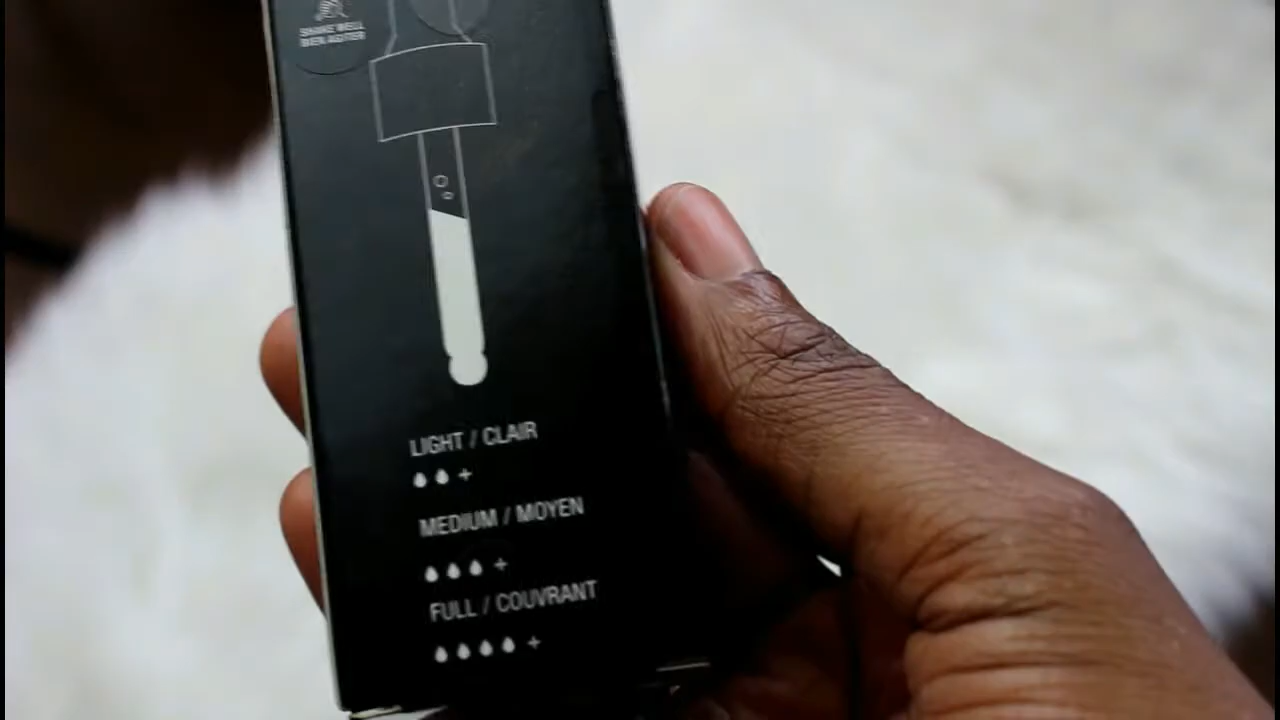 SHAKE WELL
BIEN AGITER
LIGHT / CLAIR
+
MEDIUM / MOYEN
+
FULL / COUVRANT
+